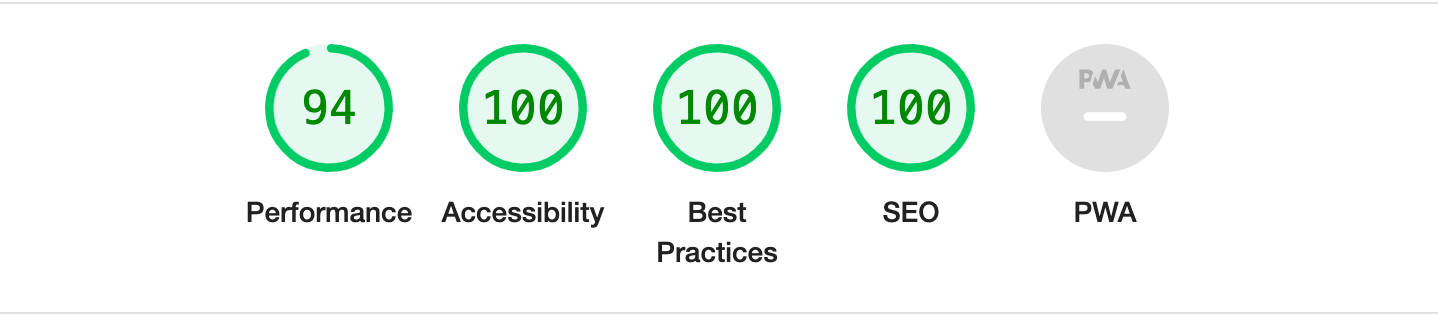 94
100
100
100
PWA
Performance
Accessibility
Best
Practices
SEO
PWA